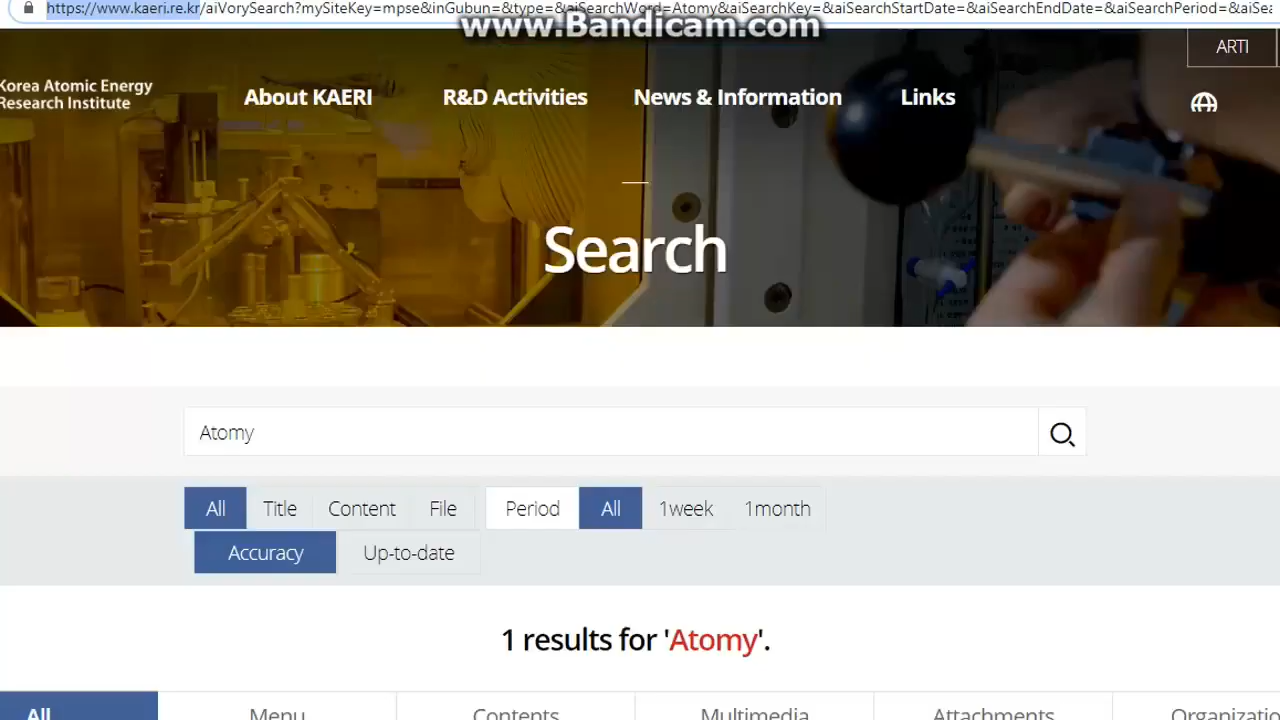 https://www.kaeri.re.kr/aiVorySearch?mySiteKey=mpse&inGubun=&type=&aiSearchWord=Atomy&aiSearchKey=&aiSearchStartDate=&aiSearchEndDate=&aiSearchPeriod=&aiSea
www.Bandicam.com
ARTI
Korea Atomic Energy
Research Institute
About KAERI R&D Activities News & Information Links
Search
Atomy
All Title Content File Period All 1week 1month
Accuracy Up-to-date
1 results for 'Atomy'.
All Menu Contents Multimedia Attachments Organizatio